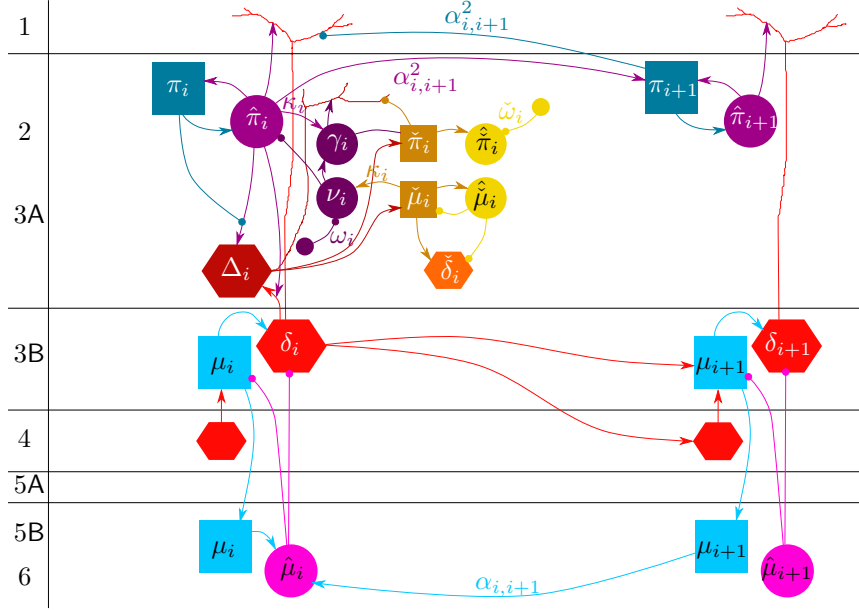 1
α²ᵢ,ᵢ₊₁
πᵢ
π̂ᵢ
κᵢ
α²ᵢ,ᵢ₊₁
πᵢ₊₁
π̂ᵢ₊₁
2
γᵢ
π̌ᵢ
π̌̂ᵢ
ω̌ᵢ
3A
νᵢ
κᵢ
μ̌ᵢ
μ̌̂ᵢ
ωᵢ
Δᵢ
δ̌ᵢ
3B
μᵢ
δᵢ
μᵢ₊₁
δᵢ₊₁
4
5A
5B
μᵢ
μᵢ₊₁
6
μ̂ᵢ
αᵢ,ᵢ₊₁
μ̂ᵢ₊₁